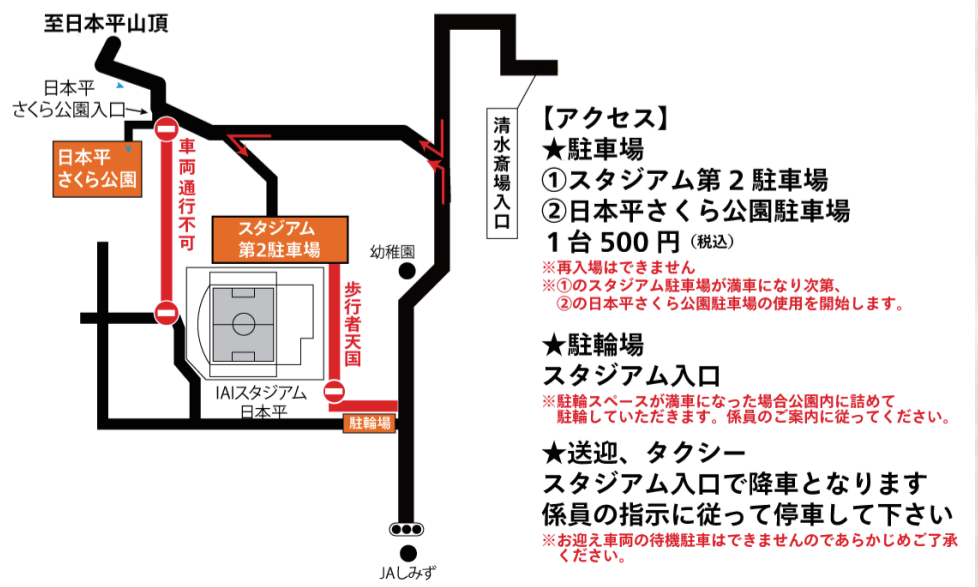 至日本平山頂
日本平
さくら公園入口
日本平
さくら公園
車両通行不可
スタジアム
第2駐車場
幼稚園
歩行者天国
IAIスタジアム
日本平
駐輪場
JAしみず
清水斎場入口
【アクセス】
★駐車場
①スタジアム第2駐車場
②日本平さくら公園駐車場
1台500円(税込)
※再入場はできません
※①のスタジアム駐車場が満車になり次第、
②の日本平さくら公園駐車場の使用を開始します。
★駐輪場
スタジアム入口
※駐輪スペースが満車になった場合公園内に詰めて
駐輪していただきます。係員のご案内に従ってください。
★送迎、タクシー
スタジアム入口で降車となります
係員の指示に従って停車して下さい
※お迎え車両の待機駐車はできませんのであらかじめご了承
ください。